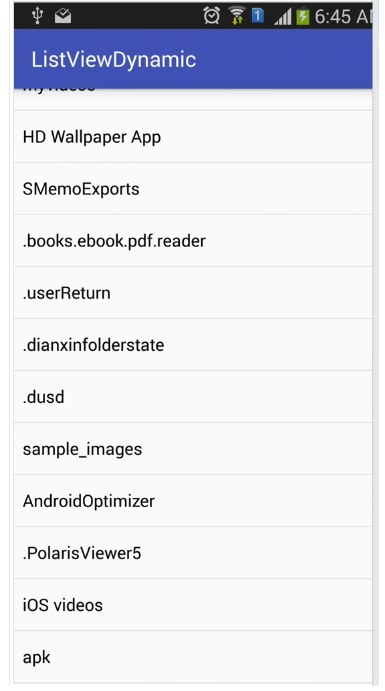 6:45 A
ListViewDynamic
myvideos
HD Wallpaper App
SMemoExports
.books.ebook.pdf.reader
.userReturn
.dianxinfolderstate
.dusd
sample_images
AndroidOptimizer
.PolarisViewer5
iOS videos
apk